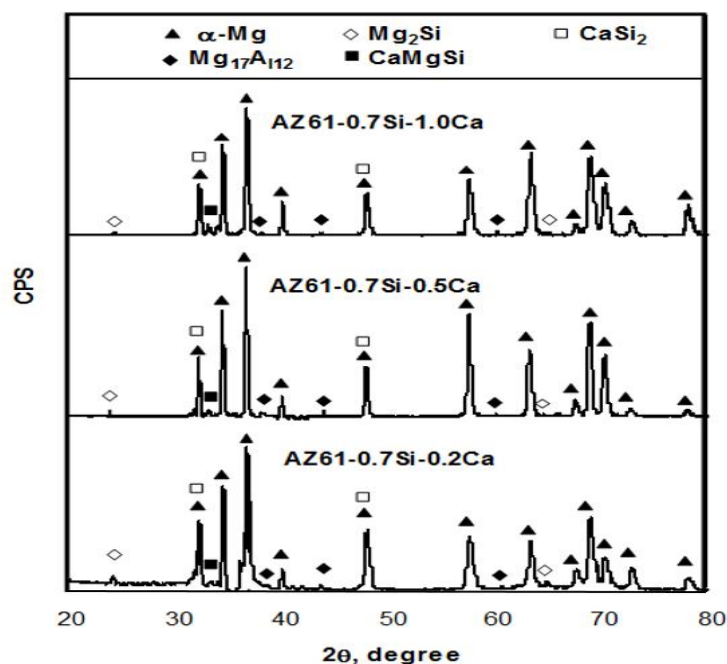 α-Mg Mg₂Si CaSi₂
Mg₁₇A₁₁₂ CaMgSi
AZ61-0.7Si-1.0Ca
AZ61-0.7Si-0.5Ca
AZ61-0.7Si-0.2Ca
CPS
20 30 40 50 60 70 80
2θ, degree